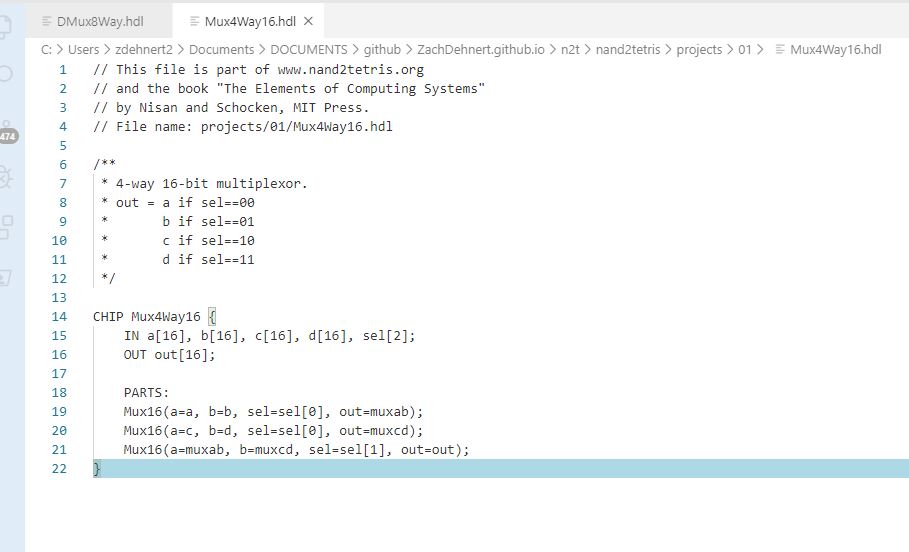 DMux8Way.hdl Mux4Way16.hdl
C: > Users > zdehnert2 > Documents > DOCUMENTS > github > ZachDehnert.github.io > n2t > nand2tetris > projects > 01 > Mux4Way16.hdl
1 // This file is part of www.nand2tetris.org
2 // and the book "The Elements of Computing Systems"
3 // by Nisan and Schocken, MIT Press.
4 // File name: projects/01/Mux4Way16.hdl
5
6 /**
7  * 4-way 16-bit multiplexor.
8  * out = a if sel==00
9  *       b if sel==01
10  *       c if sel==10
11  *       d if sel==11
12  */
13
14 CHIP Mux4Way16 {
15     IN a[16], b[16], c[16], d[16], sel[2];
16     OUT out[16];
17
18     PARTS:
19     Mux16(a=a, b=b, sel=sel[0], out=muxab);
20     Mux16(a=c, b=d, sel=sel[0], out=muxcd);
21     Mux16(a=muxab, b=muxcd, sel=sel[1], out=out);
22 }
474